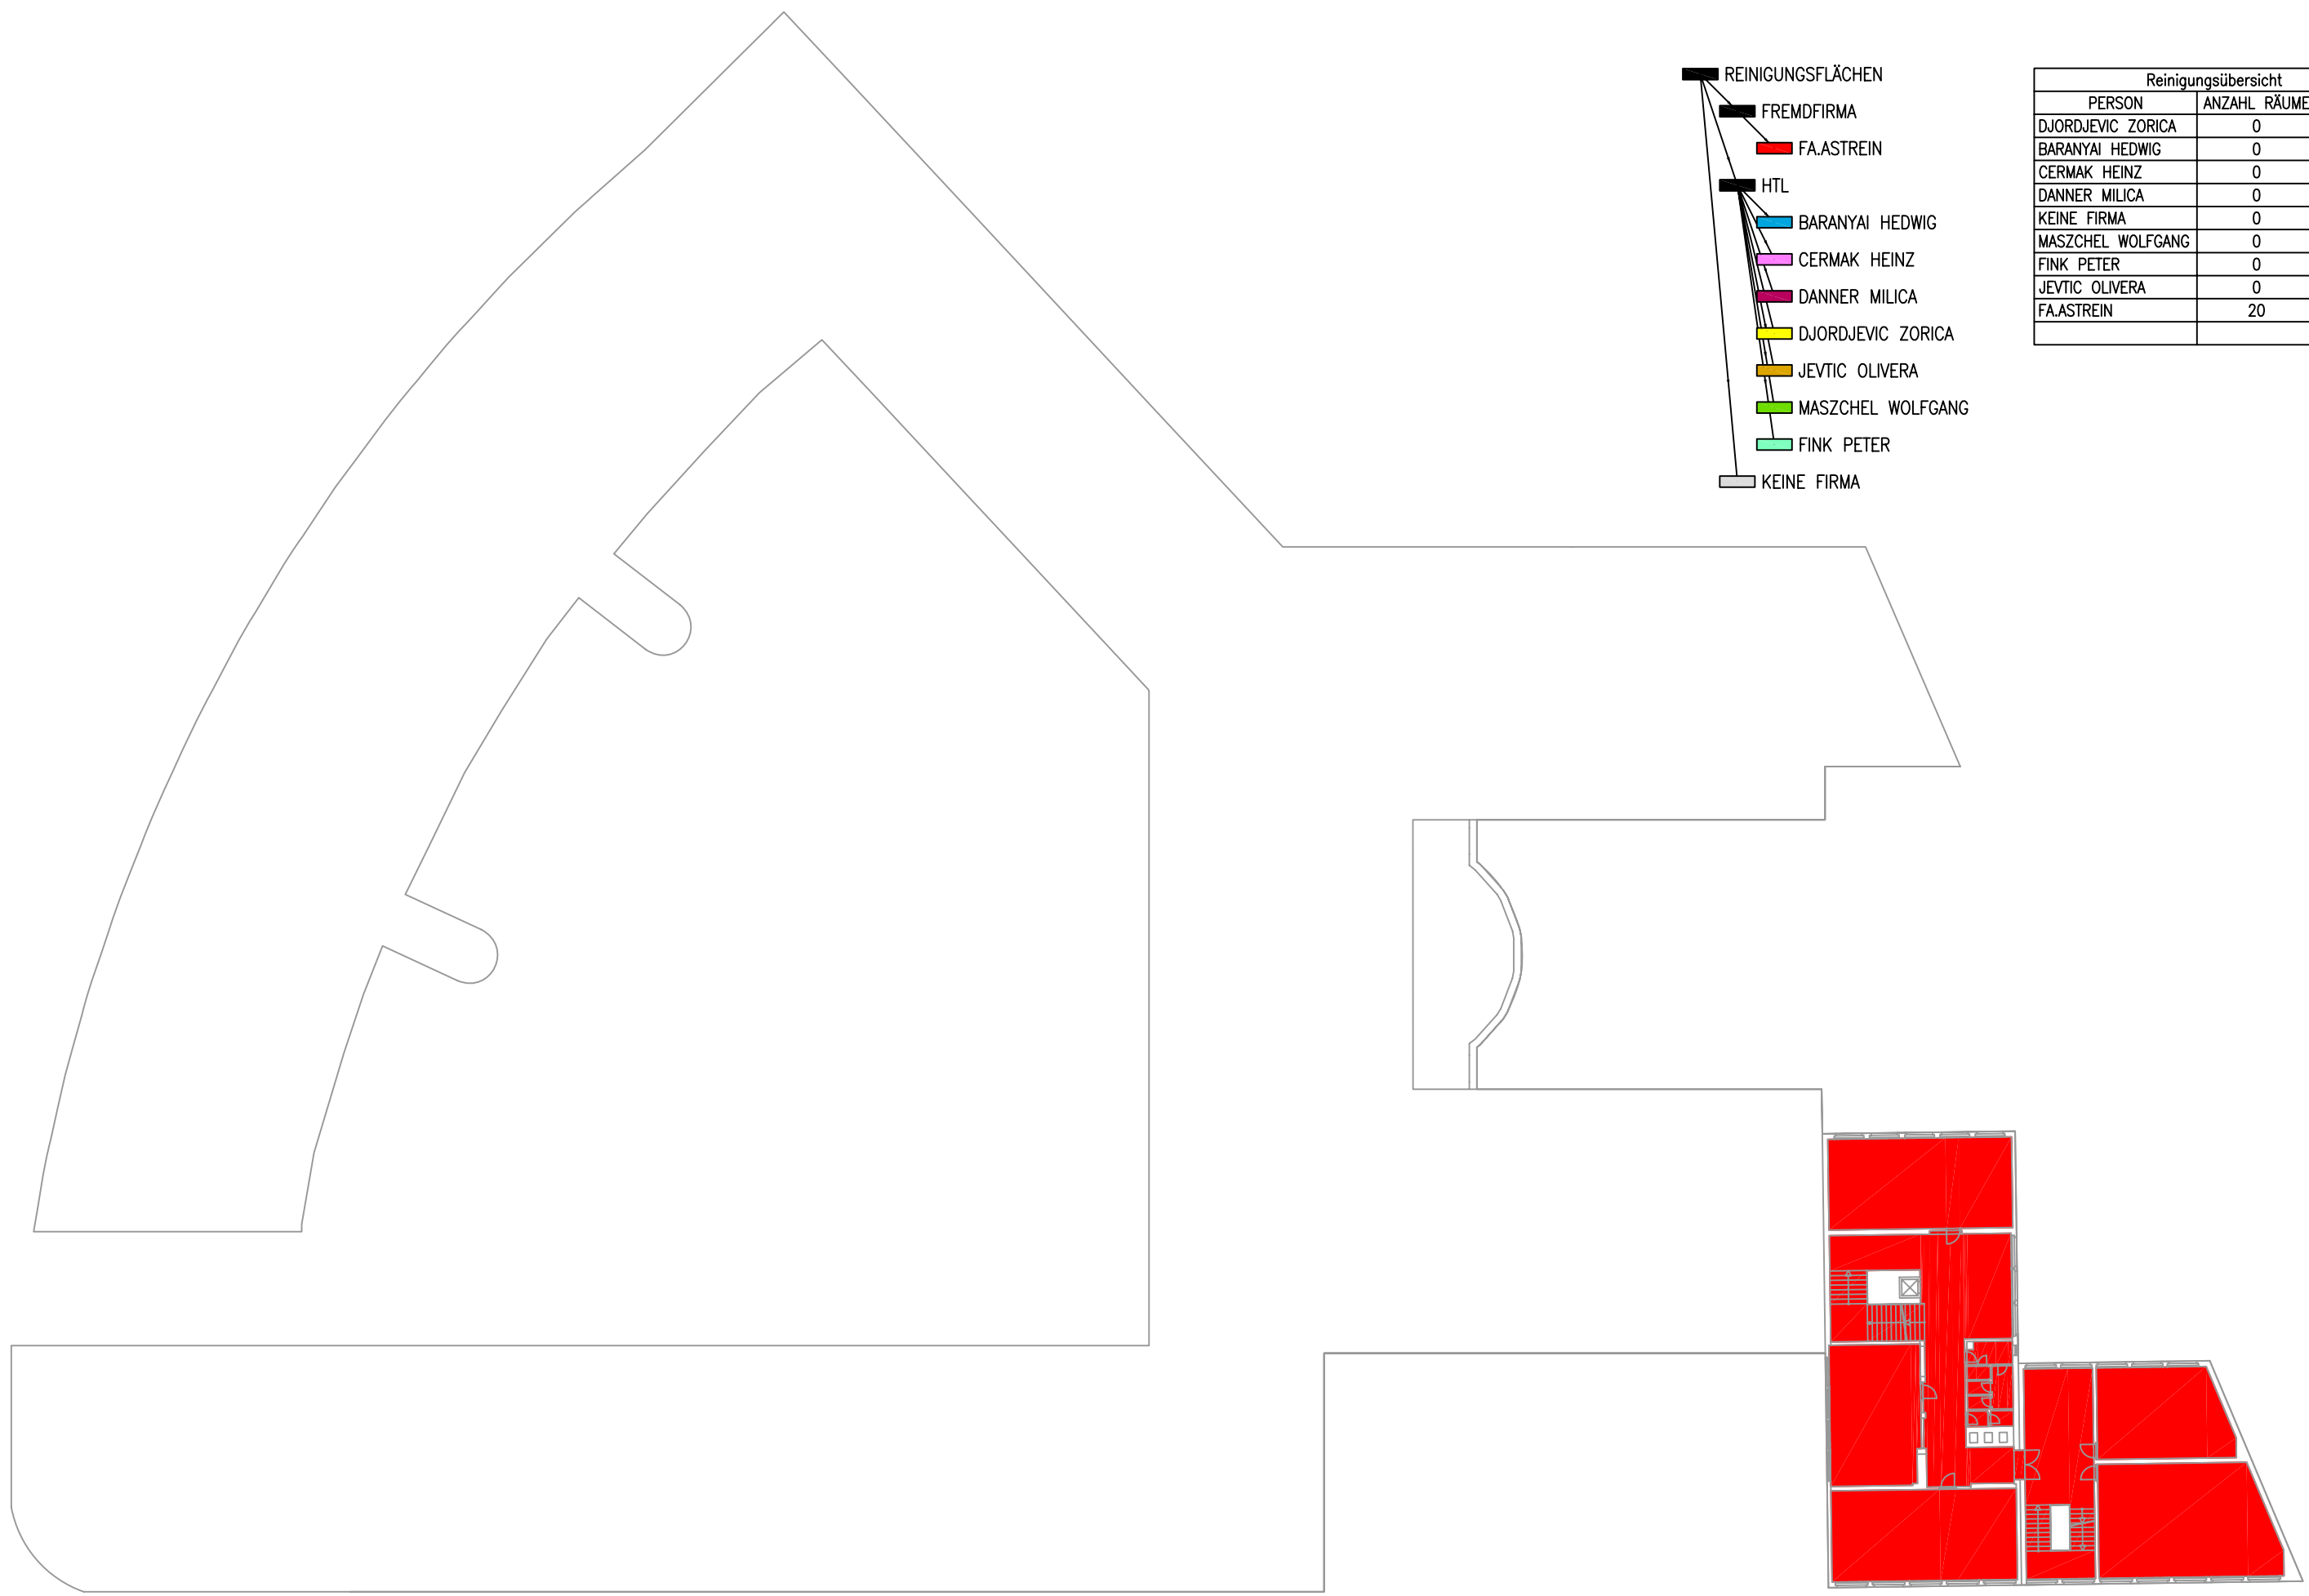 REINIGUNGSFLÄCHEN
FREMDFIRMA
FA.ASTREIN
HTL
BARANYAI HEDWIG
CERMAK HEINZ
DANNER MILICA
DJORDJEVIC ZORICA
JEVTIC OLIVERA
MASZCHEL WOLFGANG
FINK PETER
KEINE FIRMA
Reinigungsübersicht
PERSON ANZAHL RÄUME
DJORDJEVIC ZORICA 0
BARANYAI HEDWIG 0
CERMAK HEINZ 0
DANNER MILICA 0
KEINE FIRMA 0
MASZCHEL WOLFGANG 0
FINK PETER 0
JEVTIC OLIVERA 0
FA.ASTREIN 20